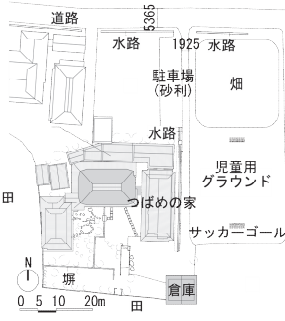 道路
5365
水路
1925
水路
駐車場
(砂利)
畑
水路
児童用
グラウンド
つばめの家
田
サッカーゴール
N
塀
倉庫
0 5 10 20m
田